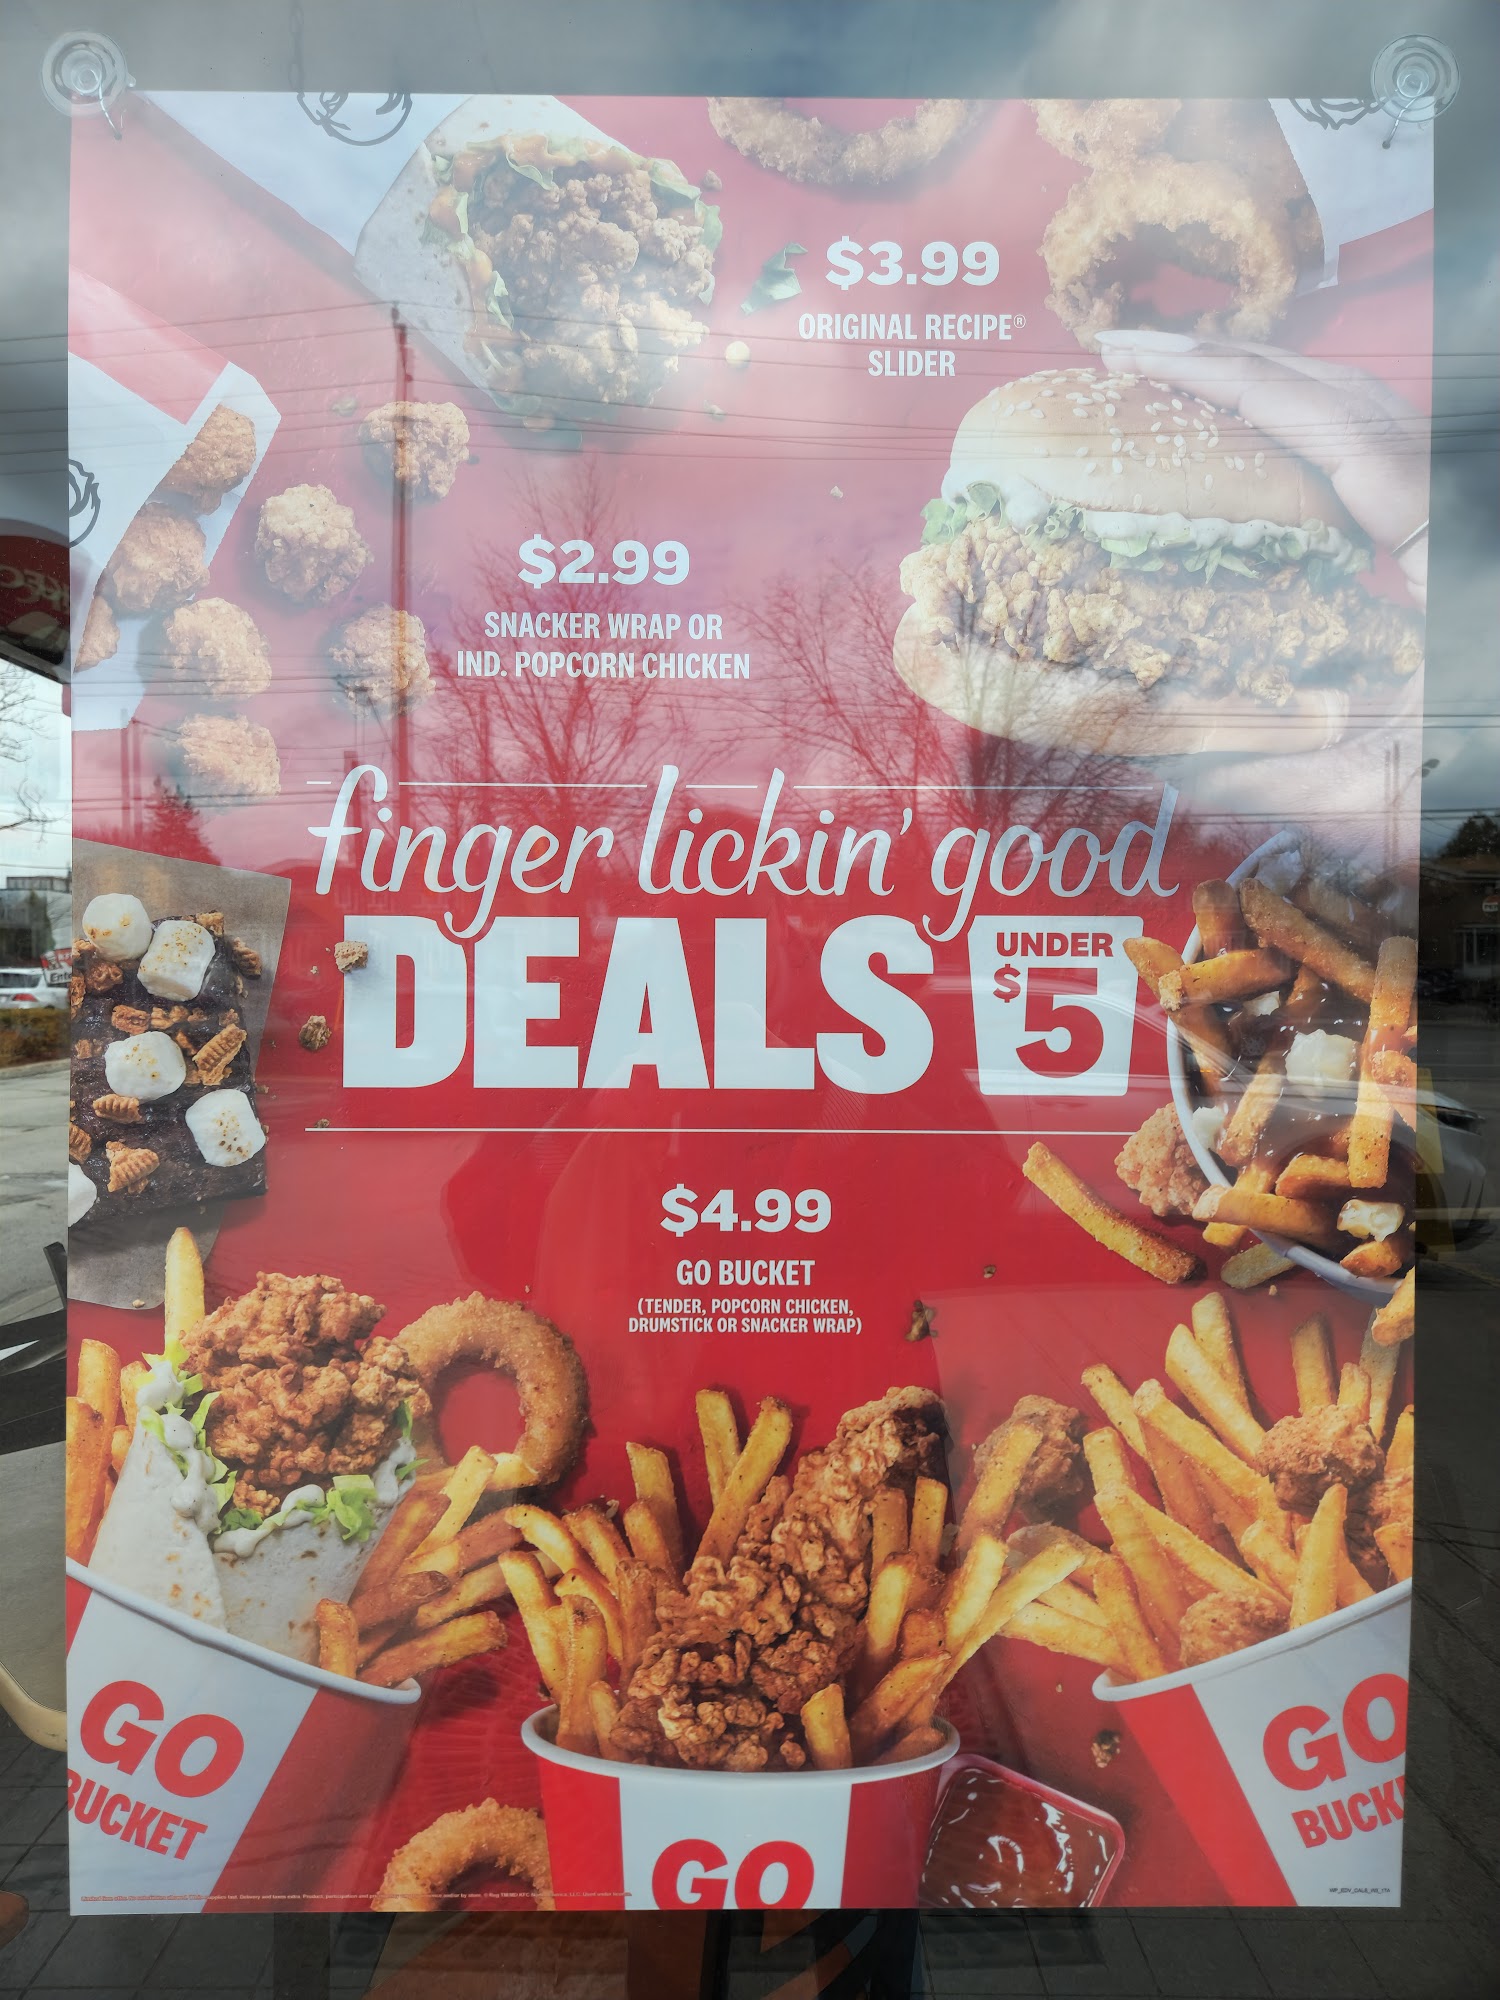 $3.99
ORIGINAL RECIPE®
SLIDER
$2.99
SNACKER WRAP OR
IND. POPCORN CHICKEN
finger lickin' good
DEALS
UNDER
$5
$4.99
GO BUCKET
(TENDER, POPCORN CHICKEN,
DRUMSTICK OR SNACKER WRAP)
GO
BUCKET
GO
GO
BUCK
KFC